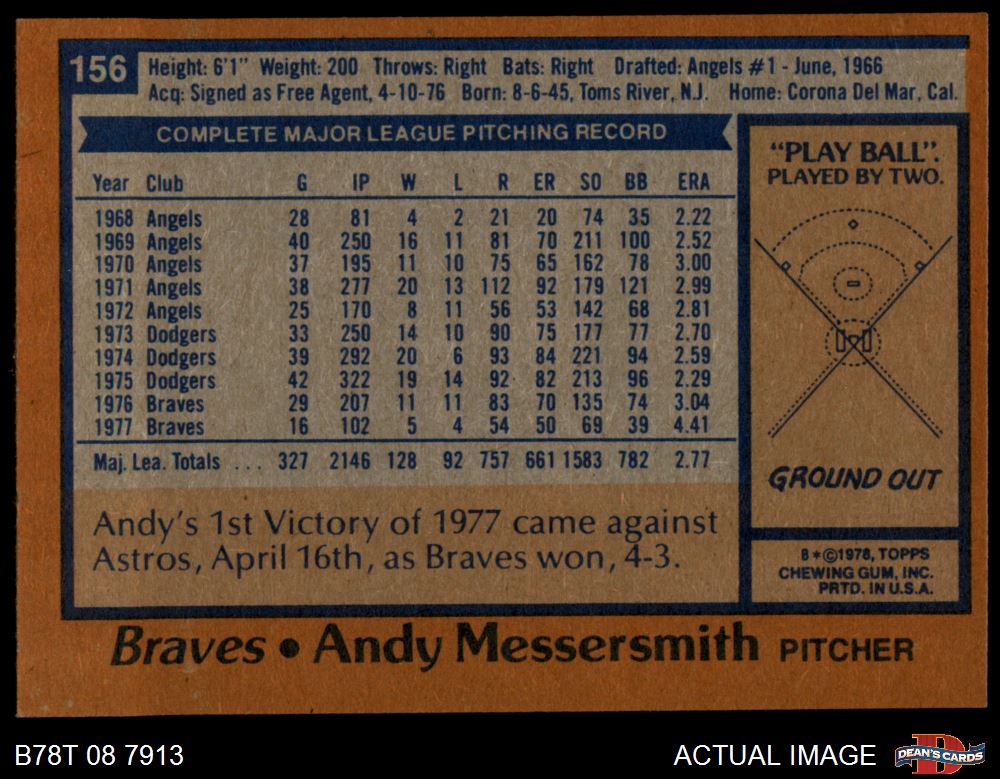 156
Height: 6'1" Weight: 200 Throws: Right Bats: Right Drafted: Angels #1 - June, 1966
Acq: Signed as Free Agent, 4-10-76 Born: 8-6-45, Toms River, N.J. Home: Corona Del Mar, Cal.
COMPLETE MAJOR LEAGUE PITCHING RECORD
Year Club G IP W L R ER SO BB ERA
1968 Angels 28 81 4 2 21 20 74 35 2.22
1969 Angels 40 250 16 11 81 70 211 100 2.52
1970 Angels 37 195 11 10 75 65 162 78 3.00
1971 Angels 38 277 20 13 112 92 179 121 2.99
1972 Angels 25 170 8 11 56 53 142 68 2.81
1973 Dodgers 33 250 14 10 90 75 177 77 2.70
1974 Dodgers 39 292 20 6 93 84 221 94 2.59
1975 Dodgers 42 322 19 14 92 82 213 96 2.29
1976 Braves 29 207 11 11 83 70 135 74 3.04
1977 Braves 16 102 5 4 54 50 69 39 4.41
Maj. Lea. Totals ... 327 2146 128 92 757 661 1583 782 2.77
Andy's 1st Victory of 1977 came against
Astros, April 16th, as Braves won, 4-3.
"PLAY BALL".
PLAYED BY TWO.
GROUND OUT
8*©1978, TOPPS
CHEWING GUM, INC.
PRTD. IN U.S.A.
Braves • Andy Messersmith PITCHER
B78T 08 7913
ACTUAL IMAGE
DEAN'S CARDS